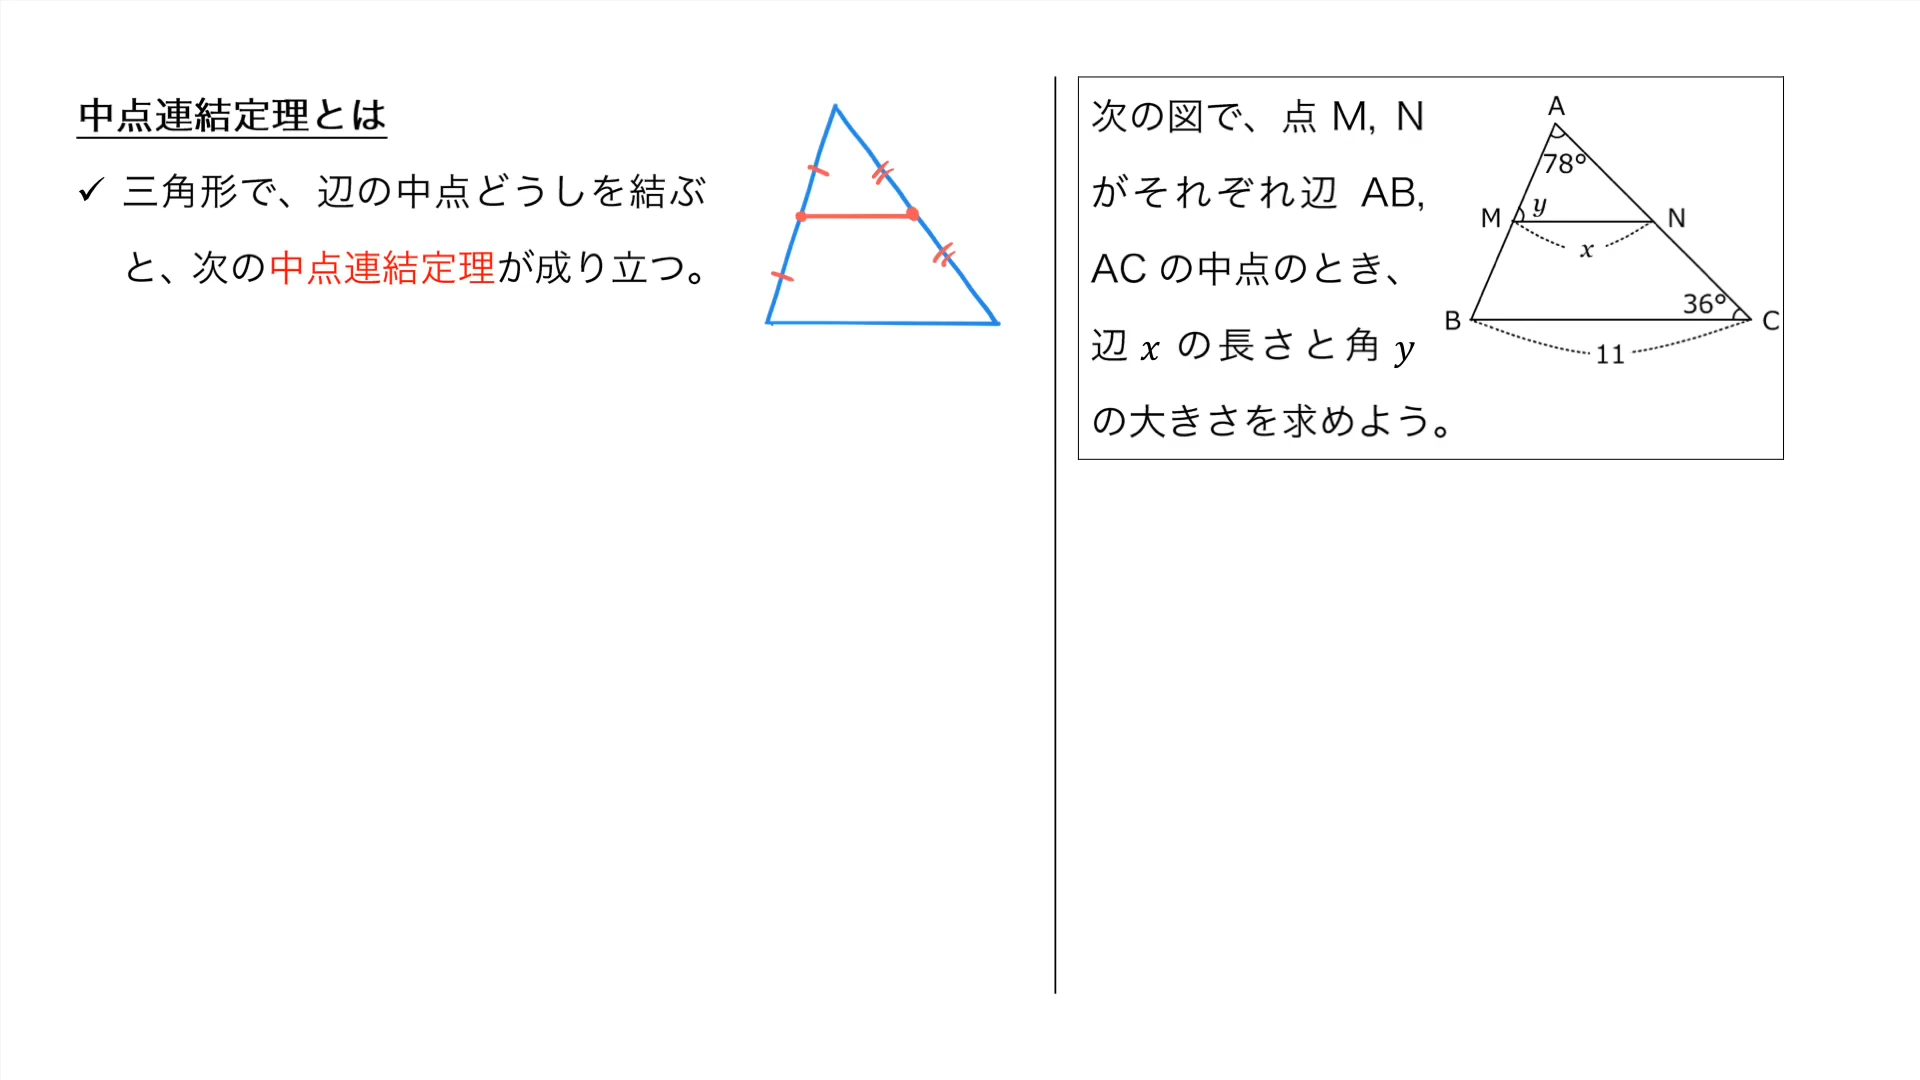 中点連結定理とは
✓ 三角形で、辺の中点どうしを結ぶ
と、次の中点連結定理が成り立つ。
次の図で、点 M, N
がそれぞれ辺 AB,
AC の中点のとき、
辺 x の長さと角 y
の大きさを求めよう。
A
78°
M
y
N
x
36°
B
C
11